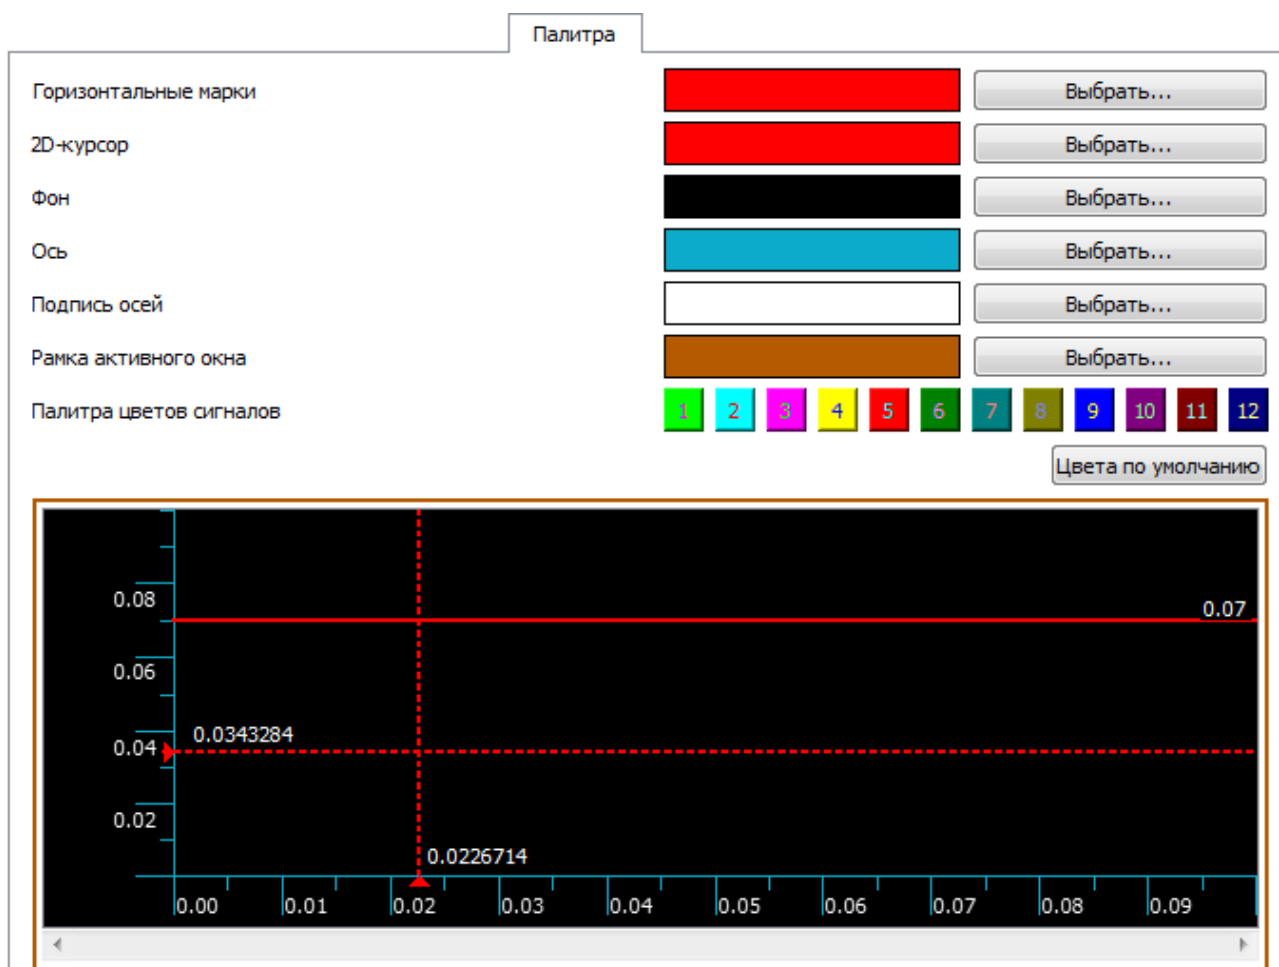 Палитра
Горизонтальные марки Выбрать...
2D-курсор Выбрать...
Фон Выбрать...
Ось Выбрать...
Подпись осей Выбрать...
Рамка активного окна Выбрать...
Палитра цветов сигналов 1 2 3 4 5 6 7 8 9 10 11 12
Цвета по умолчанию
0.08
0.07
0.06
0.0343284
0.04
0.02
0.0226714
0.00 0.01 0.02 0.03 0.04 0.05 0.06 0.07 0.08 0.09